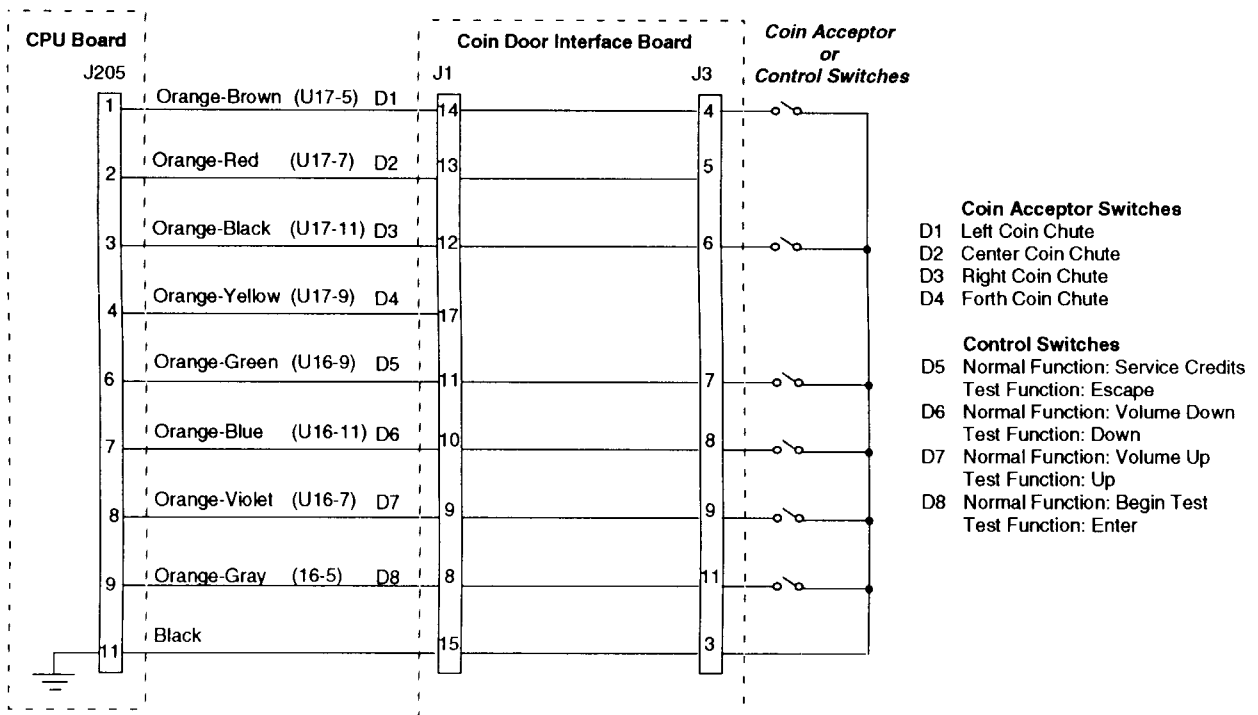 CPU Board
Coin Door Interface Board
Coin Acceptor
or
Control Switches
J205
J1
J3
1 Orange-Brown (U17-5) D1 14 4
2 Orange-Red (U17-7) D2 13 5
3 Orange-Black (U17-11) D3 12 6
4 Orange-Yellow (U17-9) D4 17
6 Orange-Green (U16-9) D5 11 7
7 Orange-Blue (U16-11) D6 10 8
8 Orange-Violet (U16-7) D7 9 9
9 Orange-Gray (16-5) D8 8 11
11 Black 15 3
Coin Acceptor Switches
D1 Left Coin Chute
D2 Center Coin Chute
D3 Right Coin Chute
D4 Forth Coin Chute
Control Switches
D5 Normal Function: Service Credits
Test Function: Escape
D6 Normal Function: Volume Down
Test Function: Down
D7 Normal Function: Volume Up
Test Function: Up
D8 Normal Function: Begin Test
Test Function: Enter